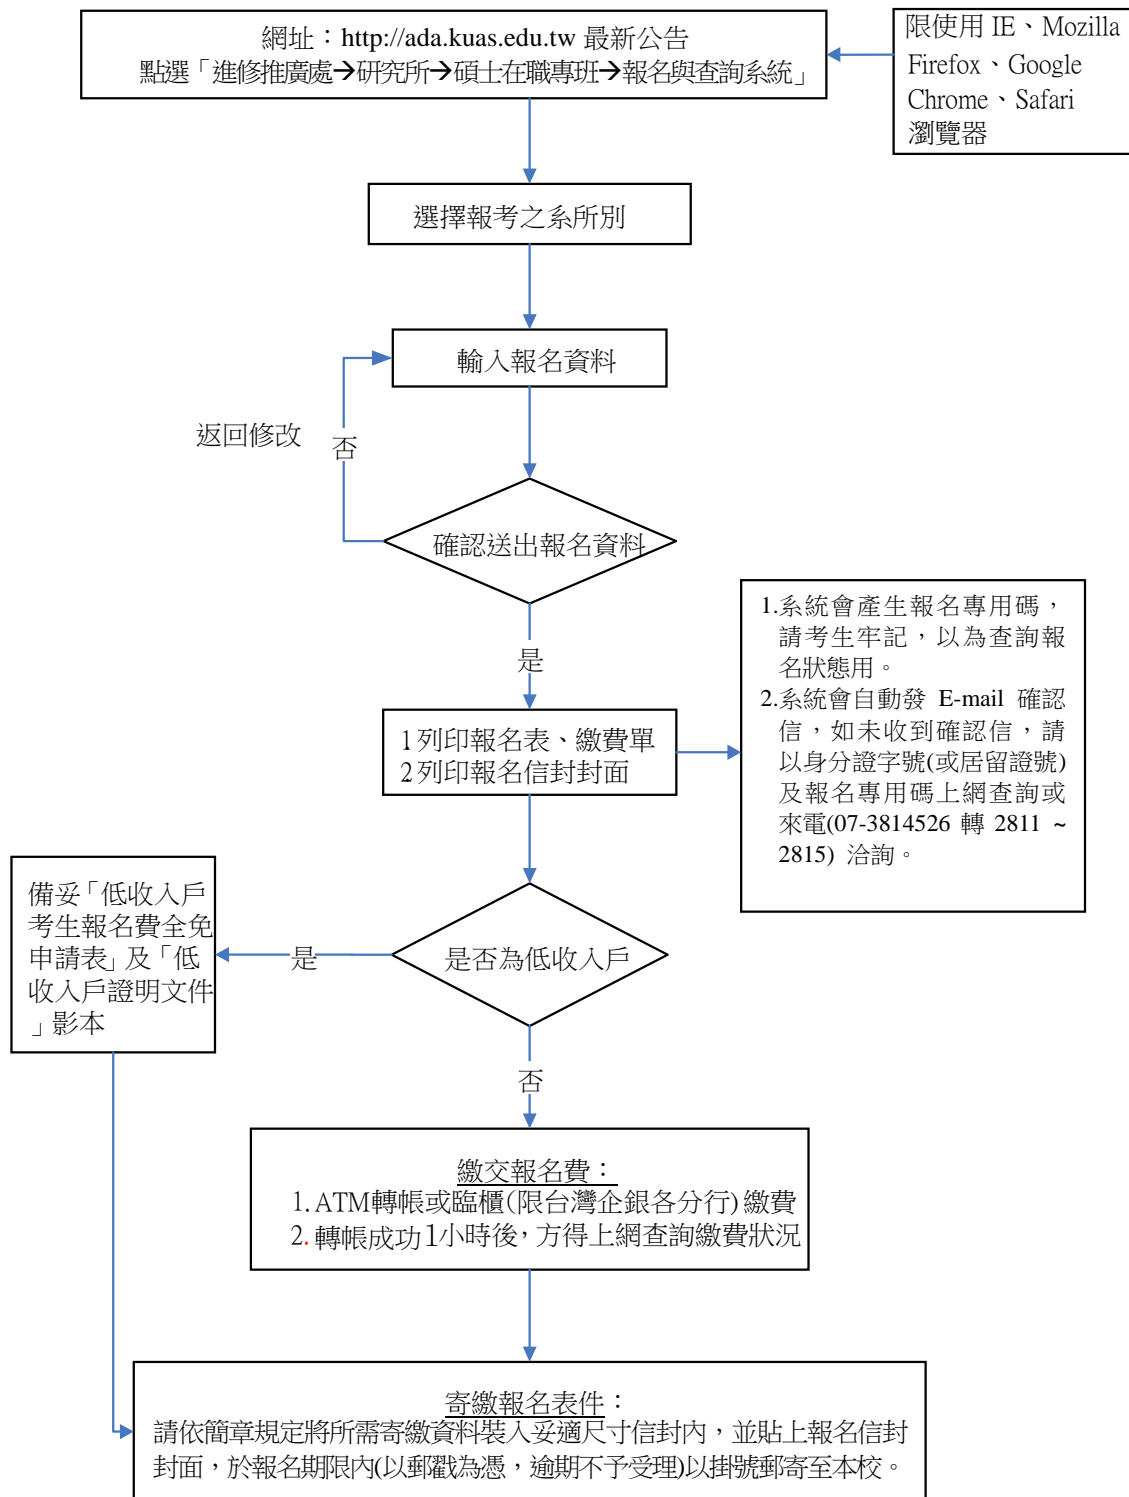 網址：http://ada.kuas.edu.tw 最新公告
點選「進修推廣處→研究所→碩士在職專班→報名與查詢系統」
限使用 IE、Mozilla
Firefox、Google
Chrome、Safari
瀏覽器
選擇報考之系所別
輸入報名資料
返回修改
否
確認送出報名資料
是
1.系統會產生報名專用碼，
請考生牢記，以為查詢報
名狀態用。
2.系統會自動發 E-mail 確認
信，如未收到確認信，請
以身分證字號(或居留證號)
及報名專用碼上網查詢或
來電(07-3814526 轉 2811 ~
2815) 洽詢。
1列印報名表、繳費單
2列印報名信封封面
備妥「低收入戶
考生報名費全免
申請表」及「低
收入戶證明文件
」影本
是
是否為低收入戶
否
繳交報名費：
1. ATM轉帳或臨櫃(限台灣企銀各分行)繳費
2. 轉帳成功1小時後，方得上網查詢繳費狀況
寄繳報名表件：
請依簡章規定將所需寄繳資料裝入妥適尺寸信封內，並貼上報名信封
封面，於報名期限內(以郵戳為憑，逾期不予受理)以掛號郵寄至本校。